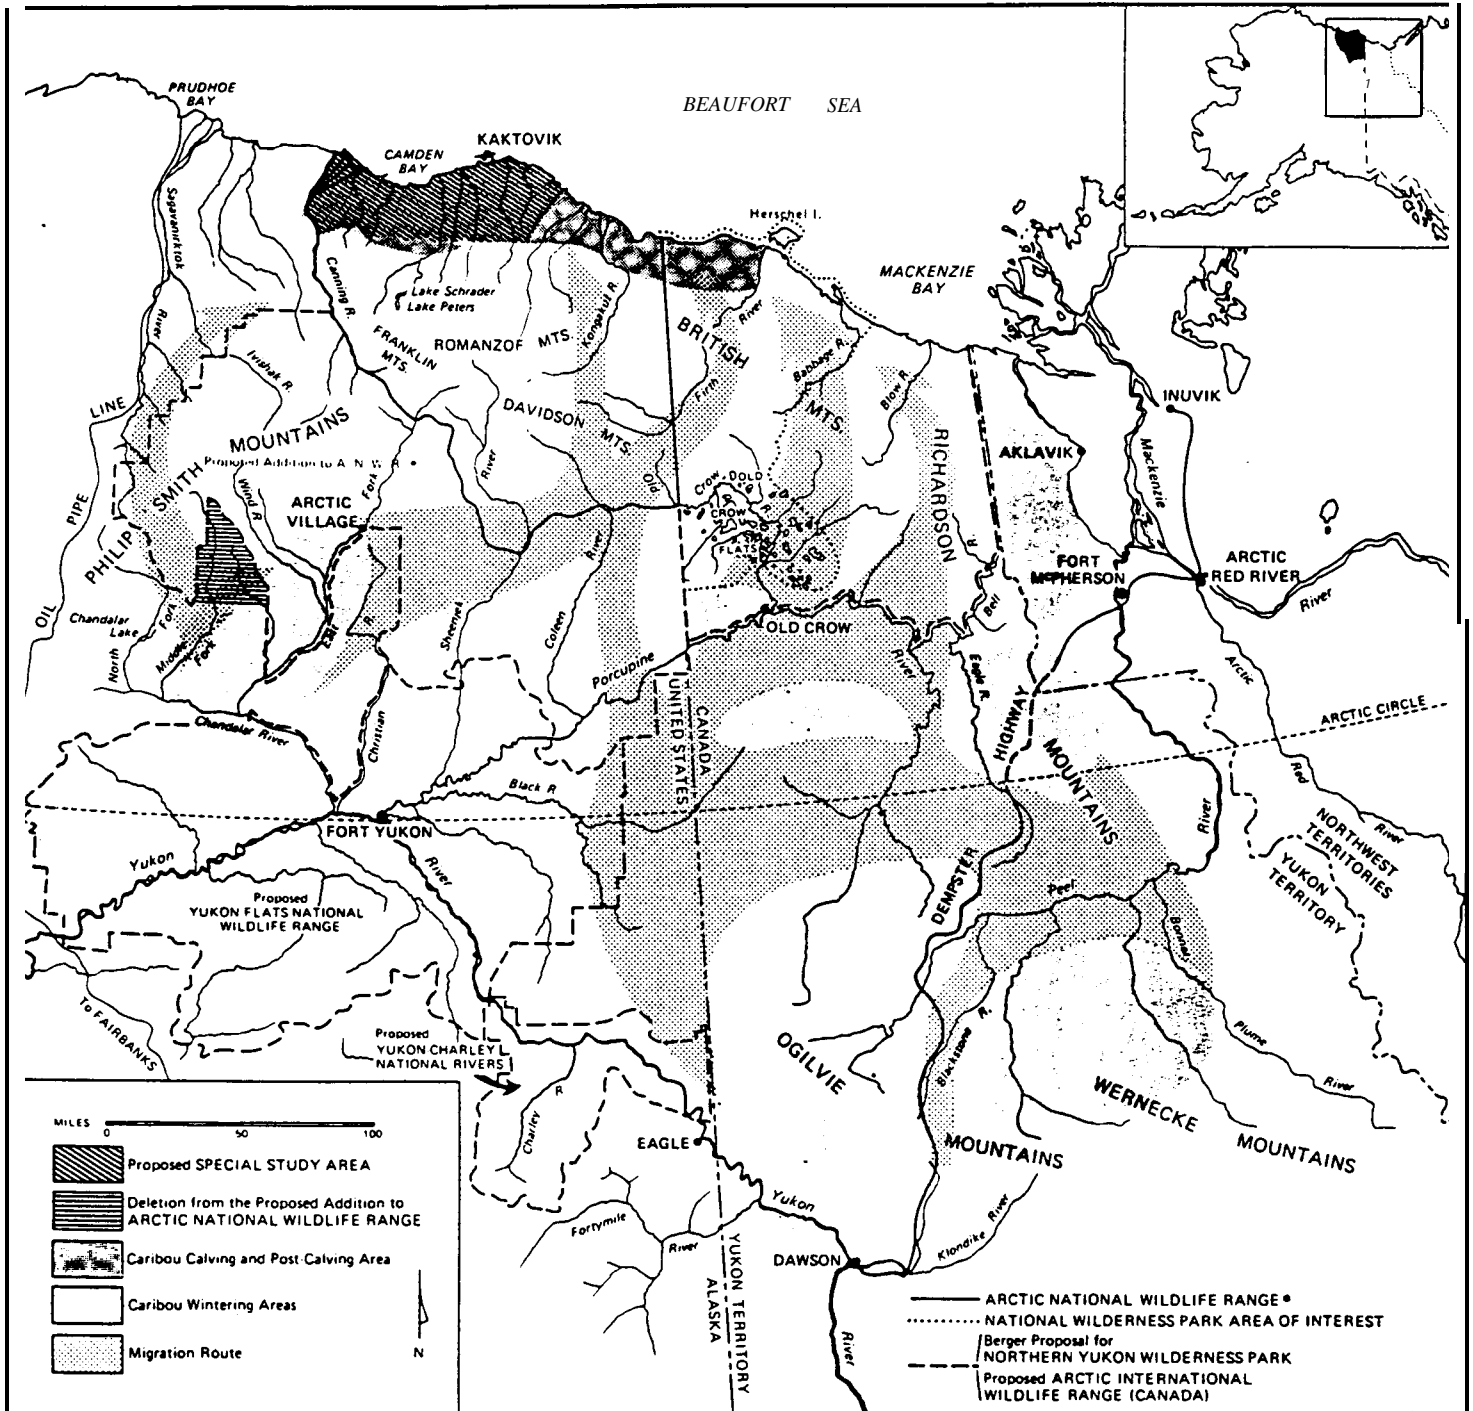 PRUDHOE
BAY
BEAUFORT SEA
KAKTOVIK
CAMDEN
BAY
Herschel I.
MACKENZIE
BAY
Sagavanirktok
River
Canning R.
Lake Schrader
Lake Peters
FRANKLIN
MTS.
ROMANZOF MTS.
Kongakut R
BRITISH
MTS.
River
Firth
Babbage R.
Blow R.
Ivishak R.
DAVIDSON
MTS.
LINE
PIPE
OIL
PHILIP SMITH MOUNTAINS
Proposed Addition to A. N. W. R.
INUVIK
AKLAVIK
Mackenzie
RICHARDSON
Wind R.
ARCTIC
VILLAGE
Fork
River
Old
Crow
OLD
CROW
FLATS
R.
Bell
FORT
McPHERSON
ARCTIC
RED RIVER
River
Chandalar
Lake
North
Fork
Middle
Fork
East
R.
Sheenjek
Coleen
River
Porcupine
OLD CROW
River
Eagle R.
Arctic
Red
River
ARCTIC CIRCLE
UNITED STATES
CANADA
HIGHWAY
MOUNTAINS
Chandalar River
Christian
Black R
FORT YUKON
Yukon
River
River
NORTHWEST
TERRITORIES
YUKON
TERRITORY
DEMPSTER
Peel
Bonnet
Plume
River
Proposed
YUKON FLATS NATIONAL
WILDLIFE RANGE
To FAIRBANKS
Proposed
YUKON CHARLEY
NATIONAL RIVERS
OGILVIE
MOUNTAINS
Blackstone R.
WERNECKE
MOUNTAINS
Charley R
EAGLE
Yukon
Fortymile
River
DAWSON
Klondike River
River
YUKON TERRITORY
ALASKA
MILES
0 50 100
Proposed SPECIAL STUDY AREA
Deletion from the Proposed Addition to
ARCTIC NATIONAL WILDLIFE RANGE
Caribou Calving and Post-Calving Area
Caribou Wintering Areas
Migration Route
N
ARCTIC NATIONAL WILDLIFE RANGE
NATIONAL WILDERNESS PARK AREA OF INTEREST
Berger Proposal for
NORTHERN YUKON WILDERNESS PARK
Proposed ARCTIC INTERNATIONAL
WILDLIFE RANGE (CANADA)